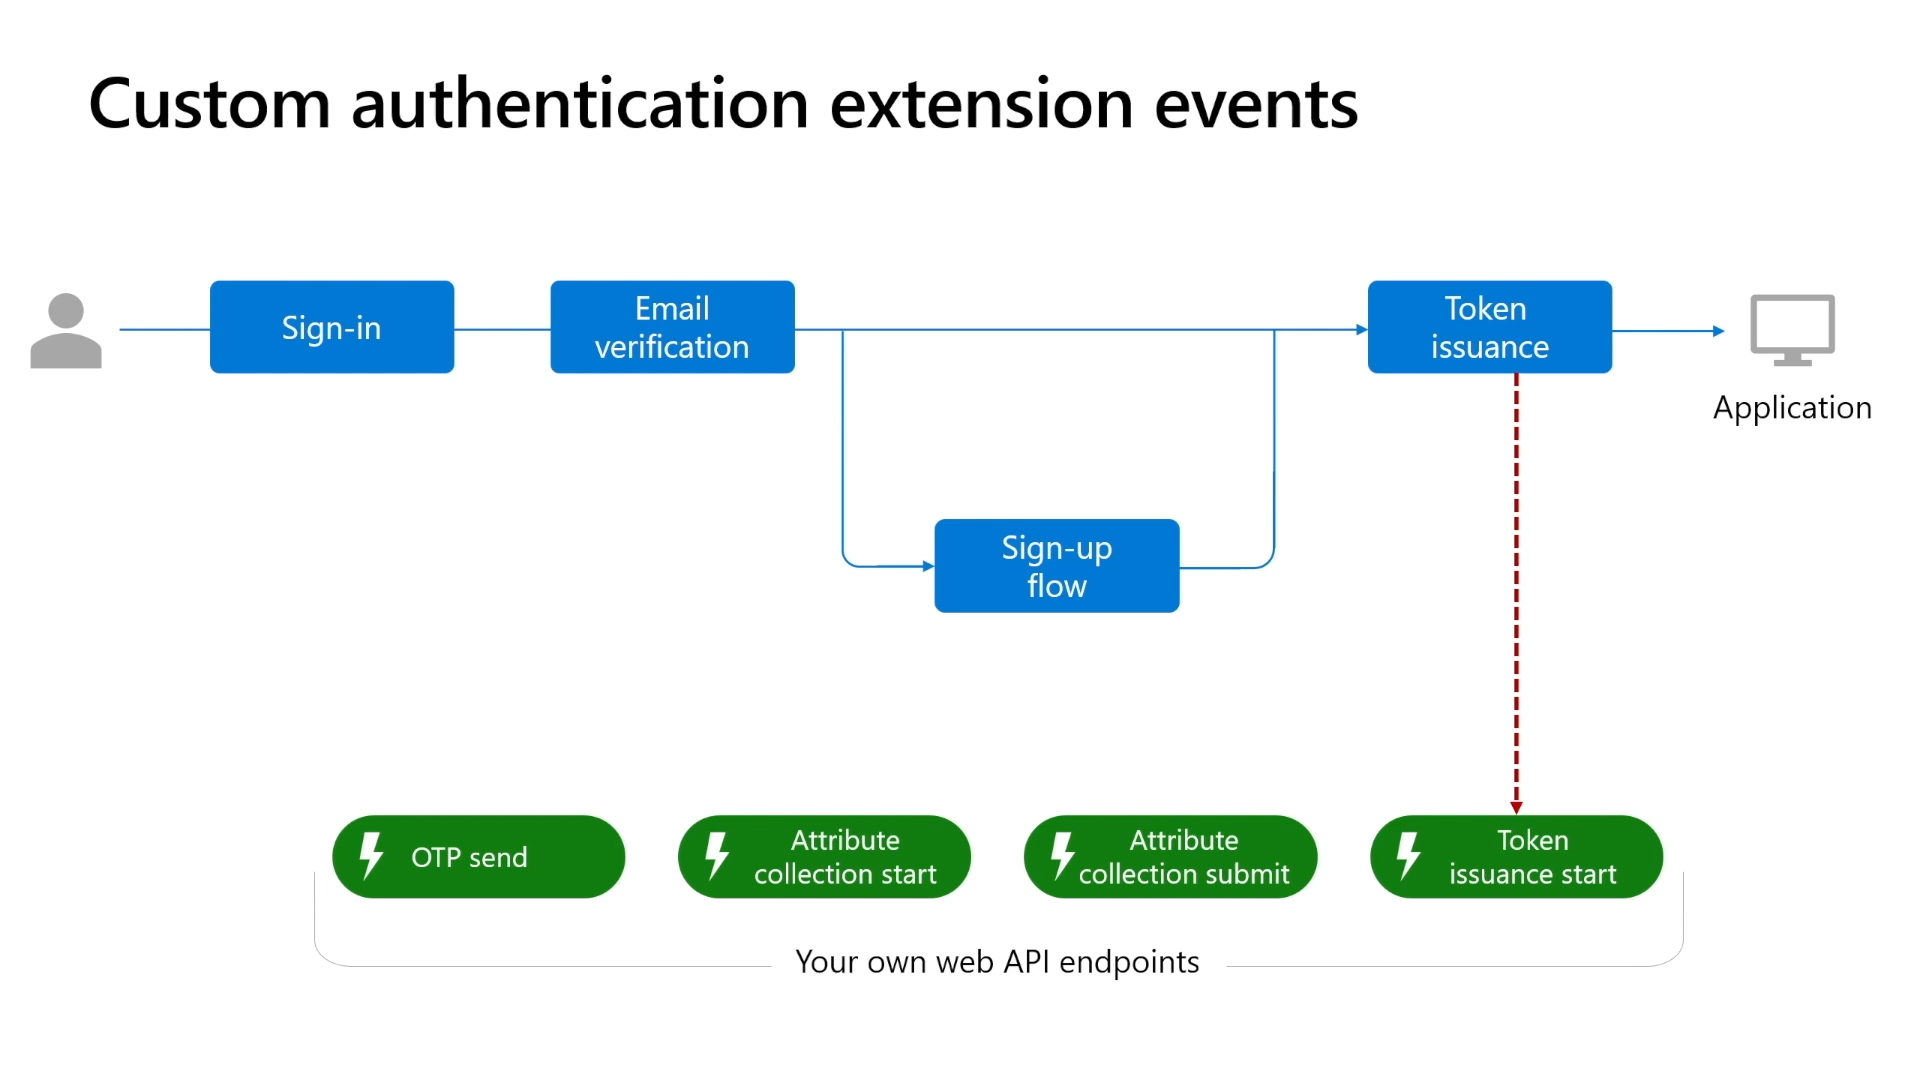 Custom authentication extension events
Sign-in
Email
verification
Token
issuance
Application
Sign-up
flow
OTP send
Attribute
collection start
Attribute
collection submit
Token
issuance start
Your own web API endpoints